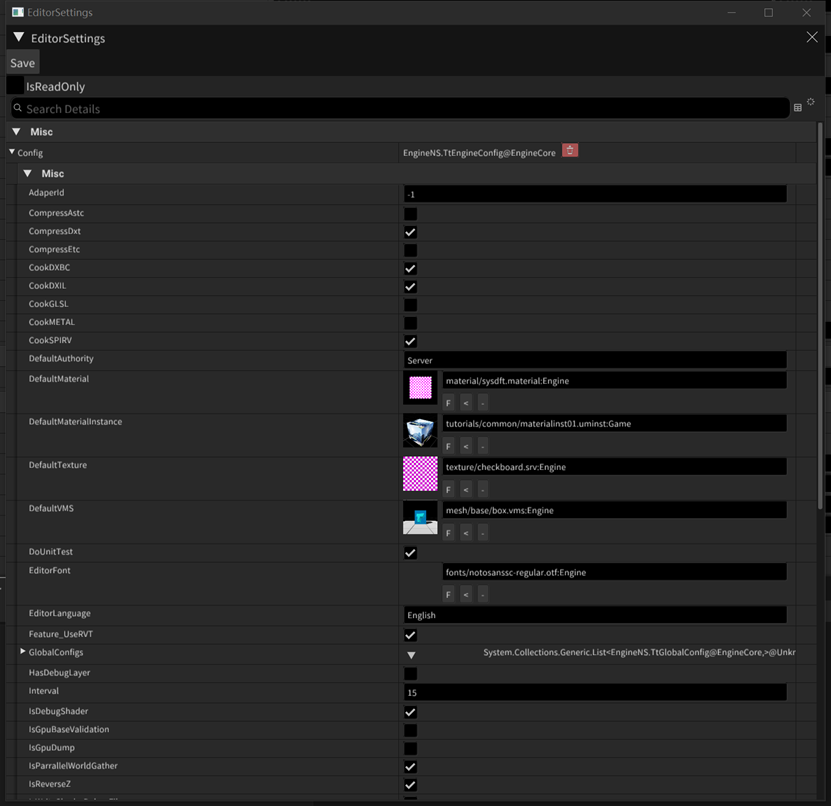 EditorSettings
EditorSettings
Save
IsReadOnly
Search Details
Misc
Config EngineNS.TtEngineConfig@EngineCore
Misc
AdaperId -1
CompressAstc
CompressDxt
CompressEtc
CookDXBC
CookDXIL
CookGLSL
CookMETAL
CookSPIRV
DefaultAuthority Server
DefaultMaterial material/sysdft.material:Engine
F < -
DefaultMaterialInstance tutorials/common/materialinst01.uminst:Game
F < -
DefaultTexture texture/checkboard.srv:Engine
F < -
DefaultVMS mesh/base/box.vms:Engine
F < -
DoUnitTest
EditorFont fonts/notosanssc-regular.otf:Engine
F < -
EditorLanguage English
Feature_UseRVT
GlobalConfigs System.Collections.Generic.List<EngineNS.TtGlobalConfig@EngineCore,>@Unkr
HasDebugLayer
Interval 15
IsDebugShader
IsGpuBaseValidation
IsGpuDump
IsParrallelWorldGather
IsReverseZ